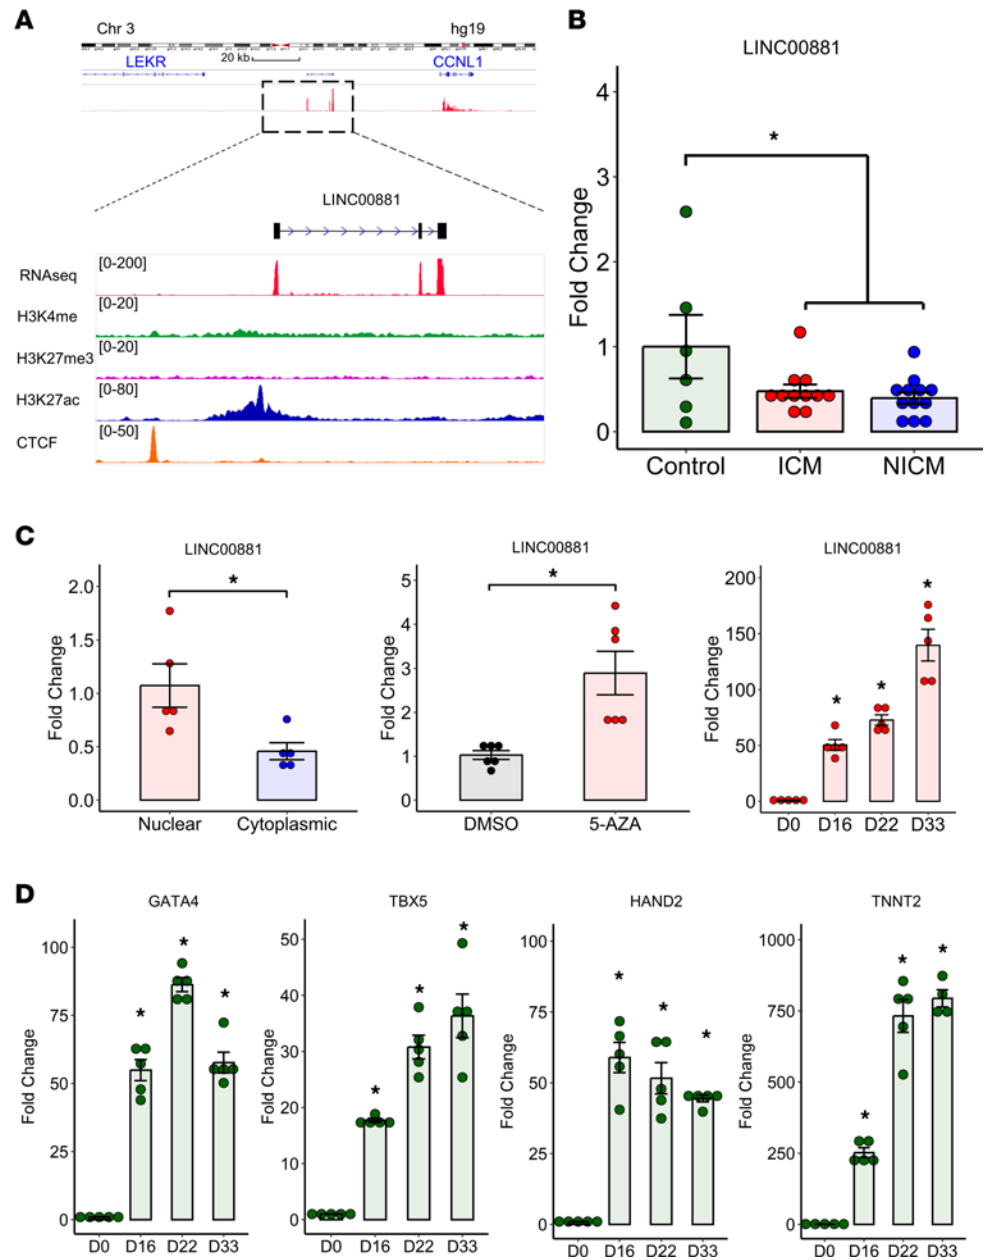 A
Chr 3
hg19
20 kb
LEKR
CCNL1
LINC00881
RNAseq
[0-200]
H3K4me
[0-20]
H3K27me3
[0-20]
H3K27ac
[0-80]
CTCF
[0-50]
B
LINC00881
Fold Change
4
3
2
1
0
*
Control
ICM
NICM
C
LINC00881
Fold Change
2.0
1.5
1.0
0.5
0.0
*
Nuclear
Cytoplasmic
LINC00881
Fold Change
5
4
3
2
1
0
*
DMSO
5-AZA
LINC00881
Fold Change
200
150
100
50
0
* * *
D0 D16 D22 D33
D
GATA4
Fold Change
100
75
50
25
0
* * *
D0 D16 D22 D33
TBX5
Fold Change
50
40
30
20
10
0
* * *
D0 D16 D22 D33
HAND2
Fold Change
100
75
50
25
0
* * *
D0 D16 D22 D33
TNNT2
Fold Change
1000
750
500
250
0
* * *
D0 D16 D22 D33